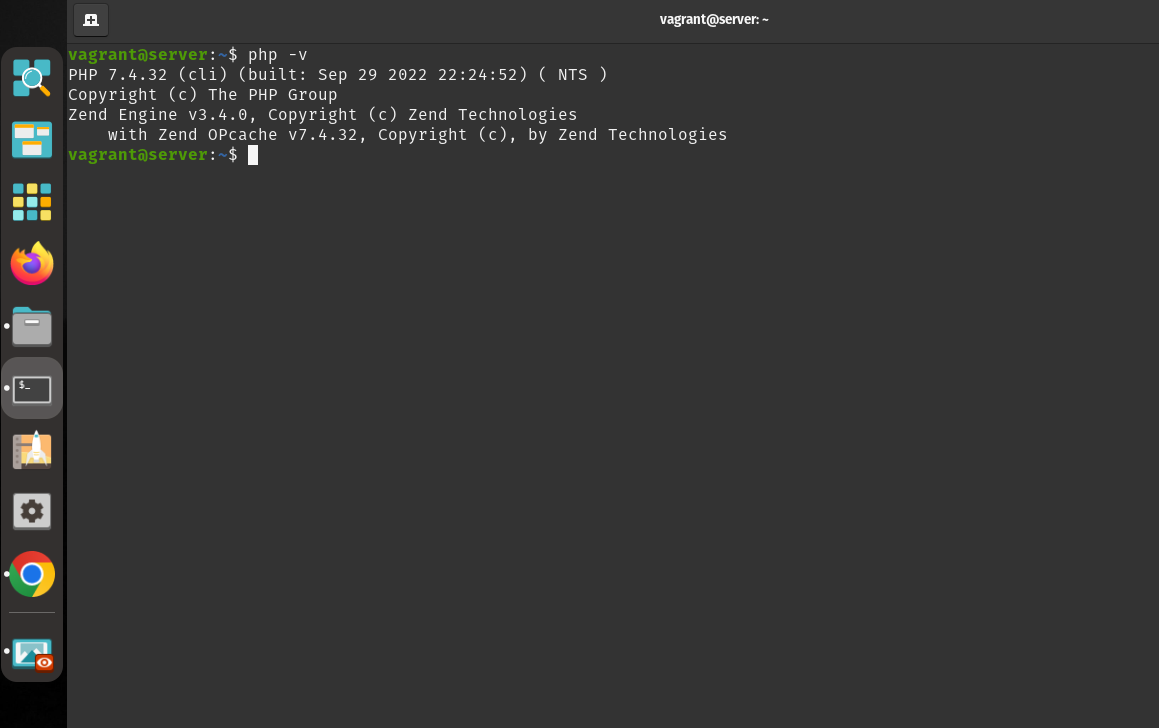 vagrant@server: ~
vagrant@server:~$ php -v
PHP 7.4.32 (cli) (built: Sep 29 2022 22:24:52) ( NTS )
Copyright (c) The PHP Group
Zend Engine v3.4.0, Copyright (c) Zend Technologies
    with Zend OPcache v7.4.32, Copyright (c), by Zend Technologies
vagrant@server:~$
$_